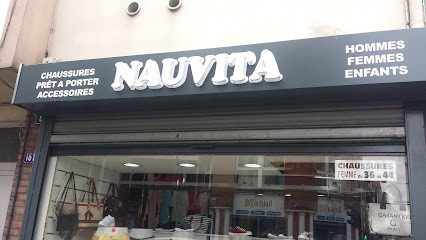 CHAUSSURES
PRÊT A PORTER
ACCESSOIRES
NAUVITA
HOMMES
FEMMES
ENFANTS
CHAUSSURES
FEMME DU 36 AU 44